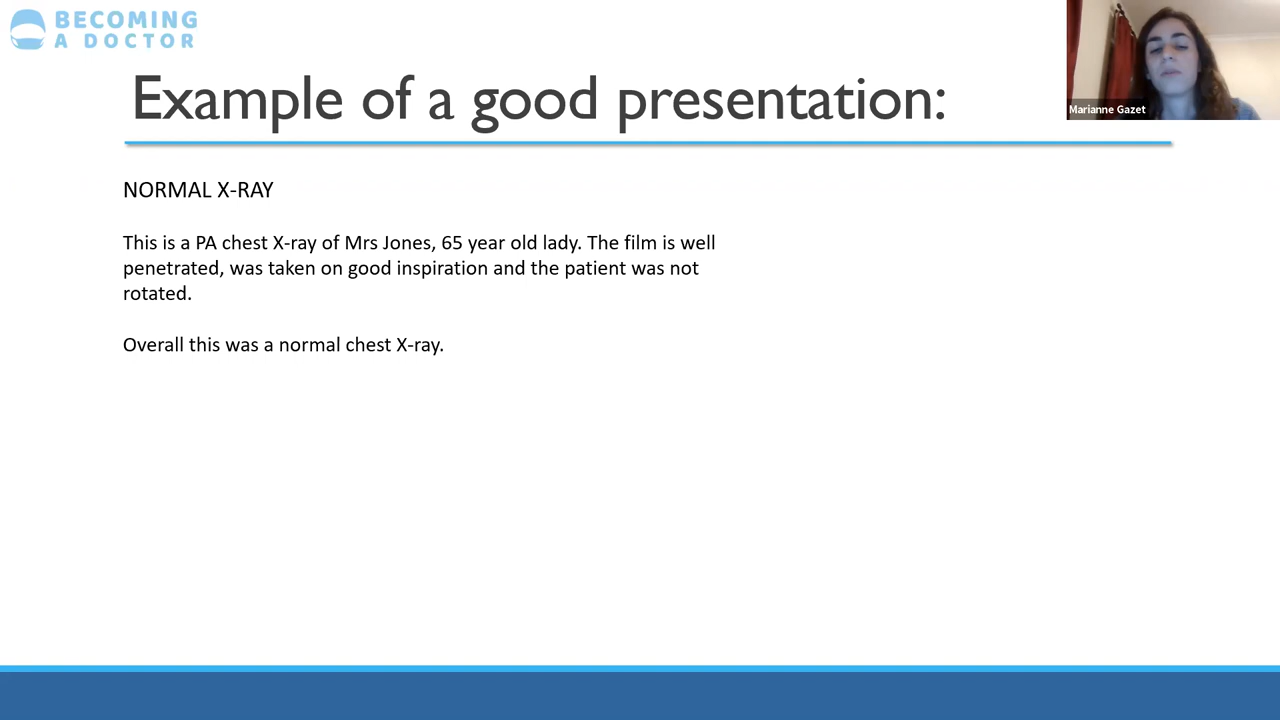 BECOMING
A DOCTOR
Example of a good presentation:
Marianne Gazet
NORMAL X-RAY
This is a PA chest X-ray of Mrs Jones, 65 year old lady. The film is well
penetrated, was taken on good inspiration and the patient was not
rotated.
Overall this was a normal chest X-ray.